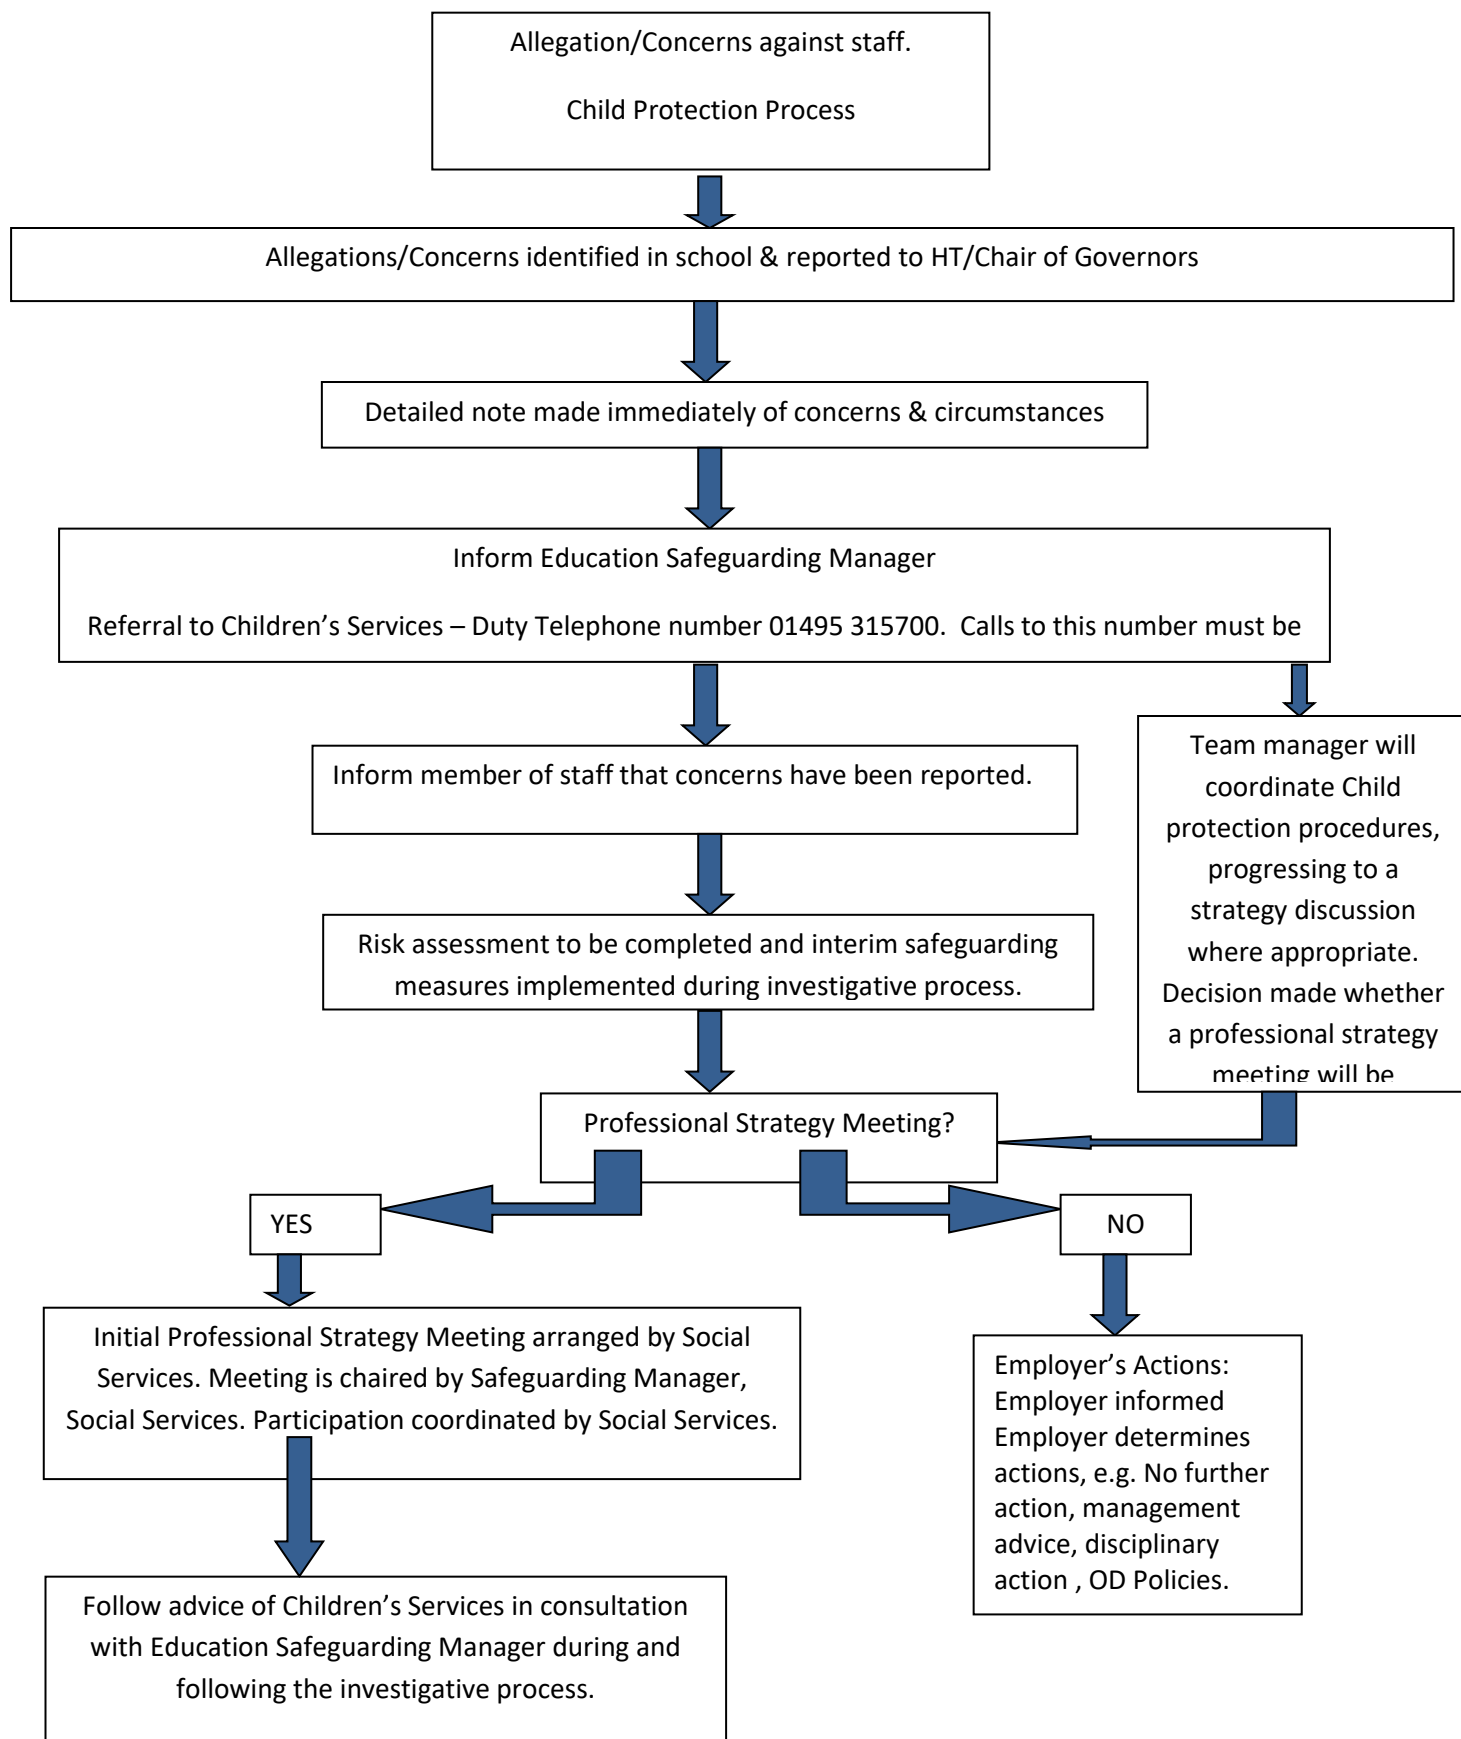 Allegation/Concerns against staff.
Child Protection Process
Allegations/Concerns identified in school & reported to HT/Chair of Governors
Detailed note made immediately of concerns & circumstances
Inform Education Safeguarding Manager
Referral to Children’s Services – Duty Telephone number 01495 315700.  Calls to this number must be
Inform member of staff that concerns have been reported.
Team manager will
coordinate Child
protection procedures,
progressing to a
strategy discussion
where appropriate.
Decision made whether
a professional strategy
meeting will be
Risk assessment to be completed and interim safeguarding
measures implemented during investigative process.
Professional Strategy Meeting?
YES
NO
Initial Professional Strategy Meeting arranged by Social
Services. Meeting is chaired by Safeguarding Manager,
Social Services. Participation coordinated by Social Services.
Employer’s Actions:
Employer informed
Employer determines
actions, e.g. No further
action, management
advice, disciplinary
action , OD Policies.
Follow advice of Children’s Services in consultation
with Education Safeguarding Manager during and
following the investigative process.